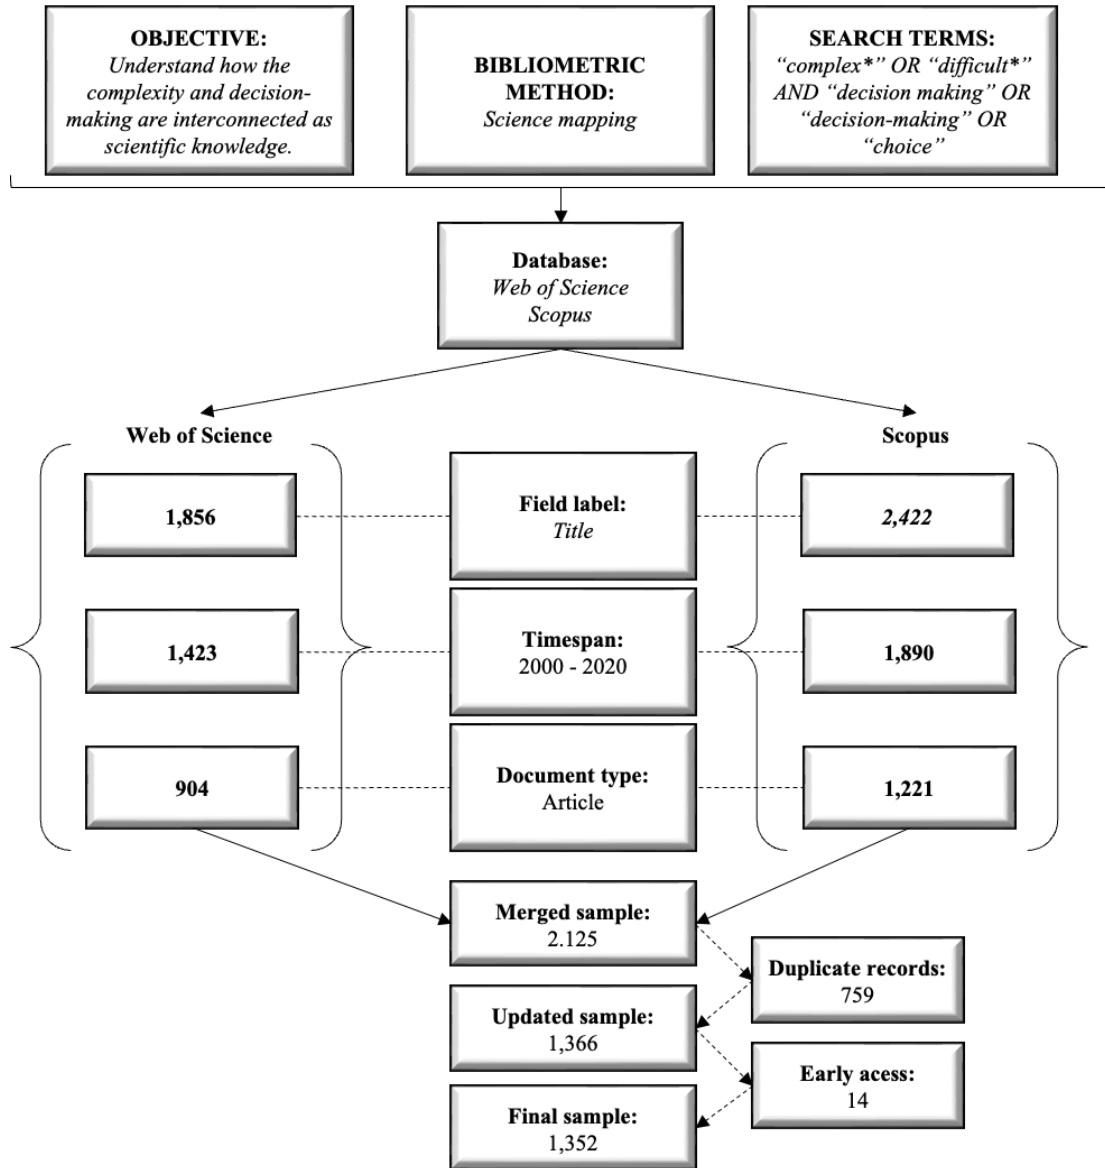 OBJECTIVE:
Understand how the
complexity and decision-
making are interconnected as
scientific knowledge.
BIBLIOMETRIC
METHOD:
Science mapping
SEARCH TERMS:
“complex*” OR “difficult*”
AND “decision making” OR
“decision-making” OR
“choice”
Database:
Web of Science
Scopus
Web of Science
Scopus
1,856
Field label:
Title
2,422
1,423
Timespan:
2000 - 2020
1,890
904
Document type:
Article
1,221
Merged sample:
2.125
Duplicate records:
759
Updated sample:
1,366
Early acess:
14
Final sample:
1,352